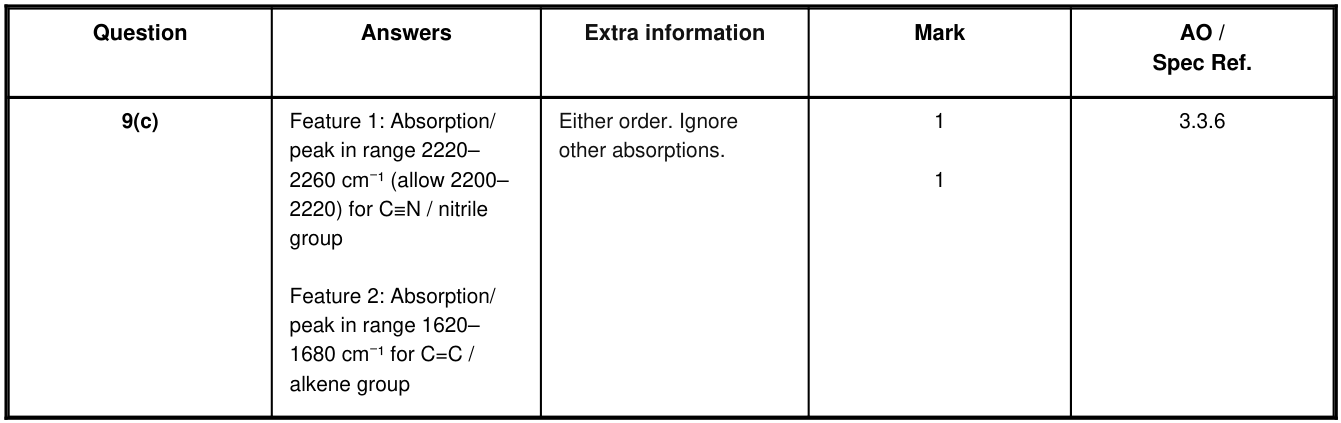 Question Answers Extra information Mark AO /
Spec Ref.
9(c)
Feature 1: Absorption/
peak in range 2220–
2260 cm⁻¹ (allow 2200–
2220) for C≡N / nitrile
group
Feature 2: Absorption/
peak in range 1620–
1680 cm⁻¹ for C=C /
alkene group
Either order. Ignore
other absorptions.
1
1
3.3.6